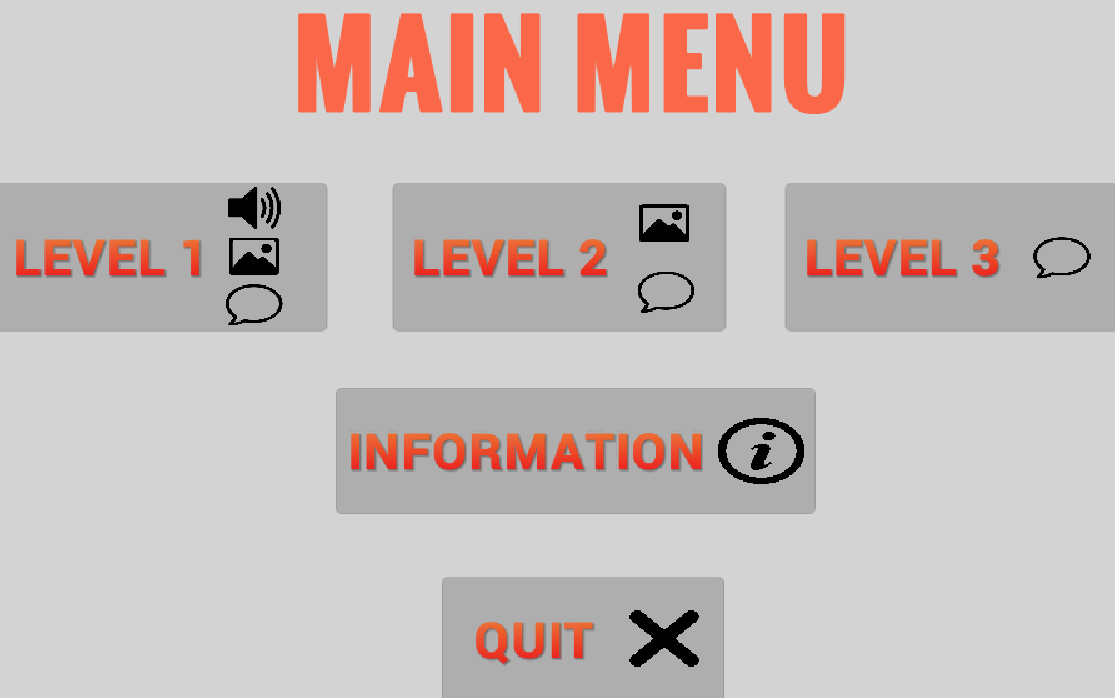 MAIN MENU
LEVEL 1
LEVEL 2
LEVEL 3
INFORMATION i
QUIT